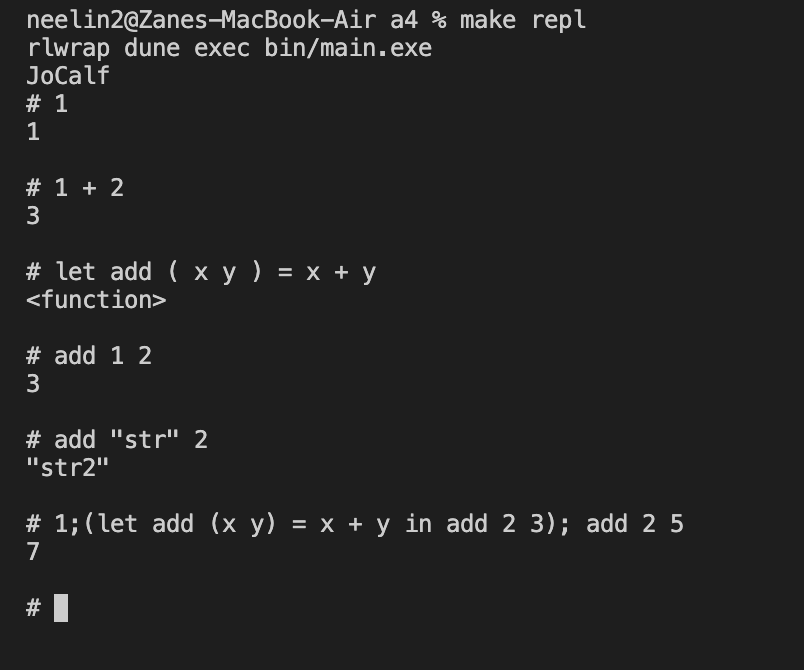 neelin2@Zanes-MacBook-Air a4 % make repl
rlwrap dune exec bin/main.exe
JoCalf
# 1
1
# 1 + 2
3
# let add ( x y ) = x + y
<function>
# add 1 2
3
# add "str" 2
"str2"
# 1;(let add (x y) = x + y in add 2 3); add 2 5
7
#